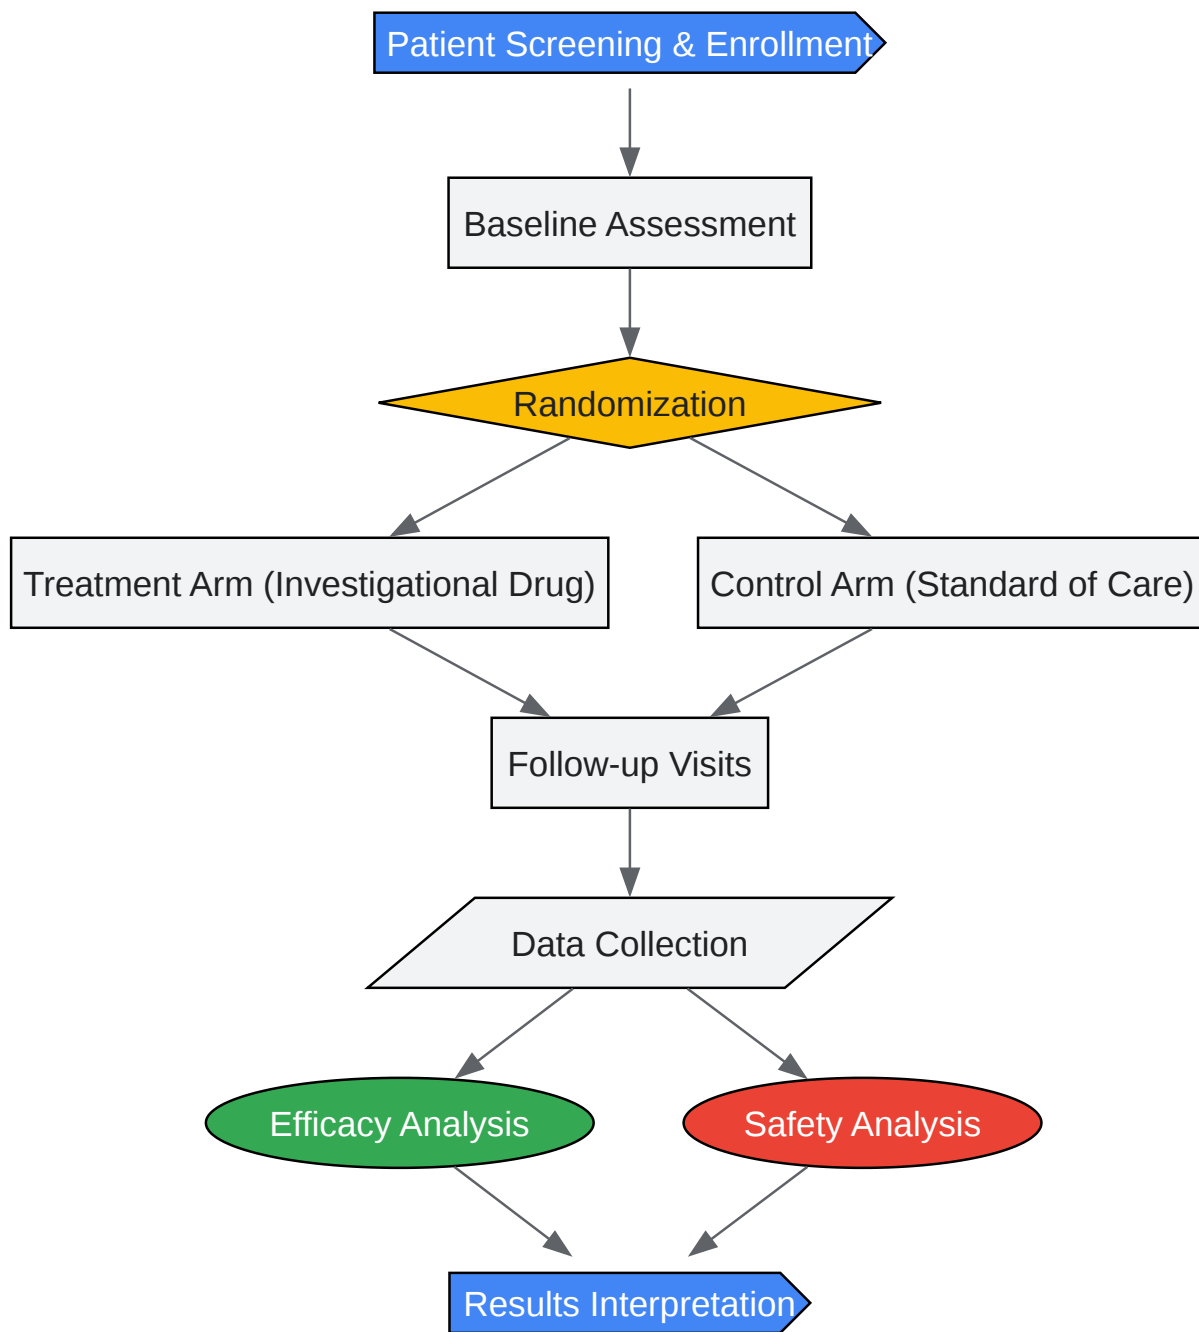 Patient Screening & Enrollment
Baseline Assessment
Randomization
Treatment Arm (Investigational Drug)
Control Arm (Standard of Care)
Follow-up Visits
Data Collection
Efficacy Analysis
Safety Analysis
Results Interpretation